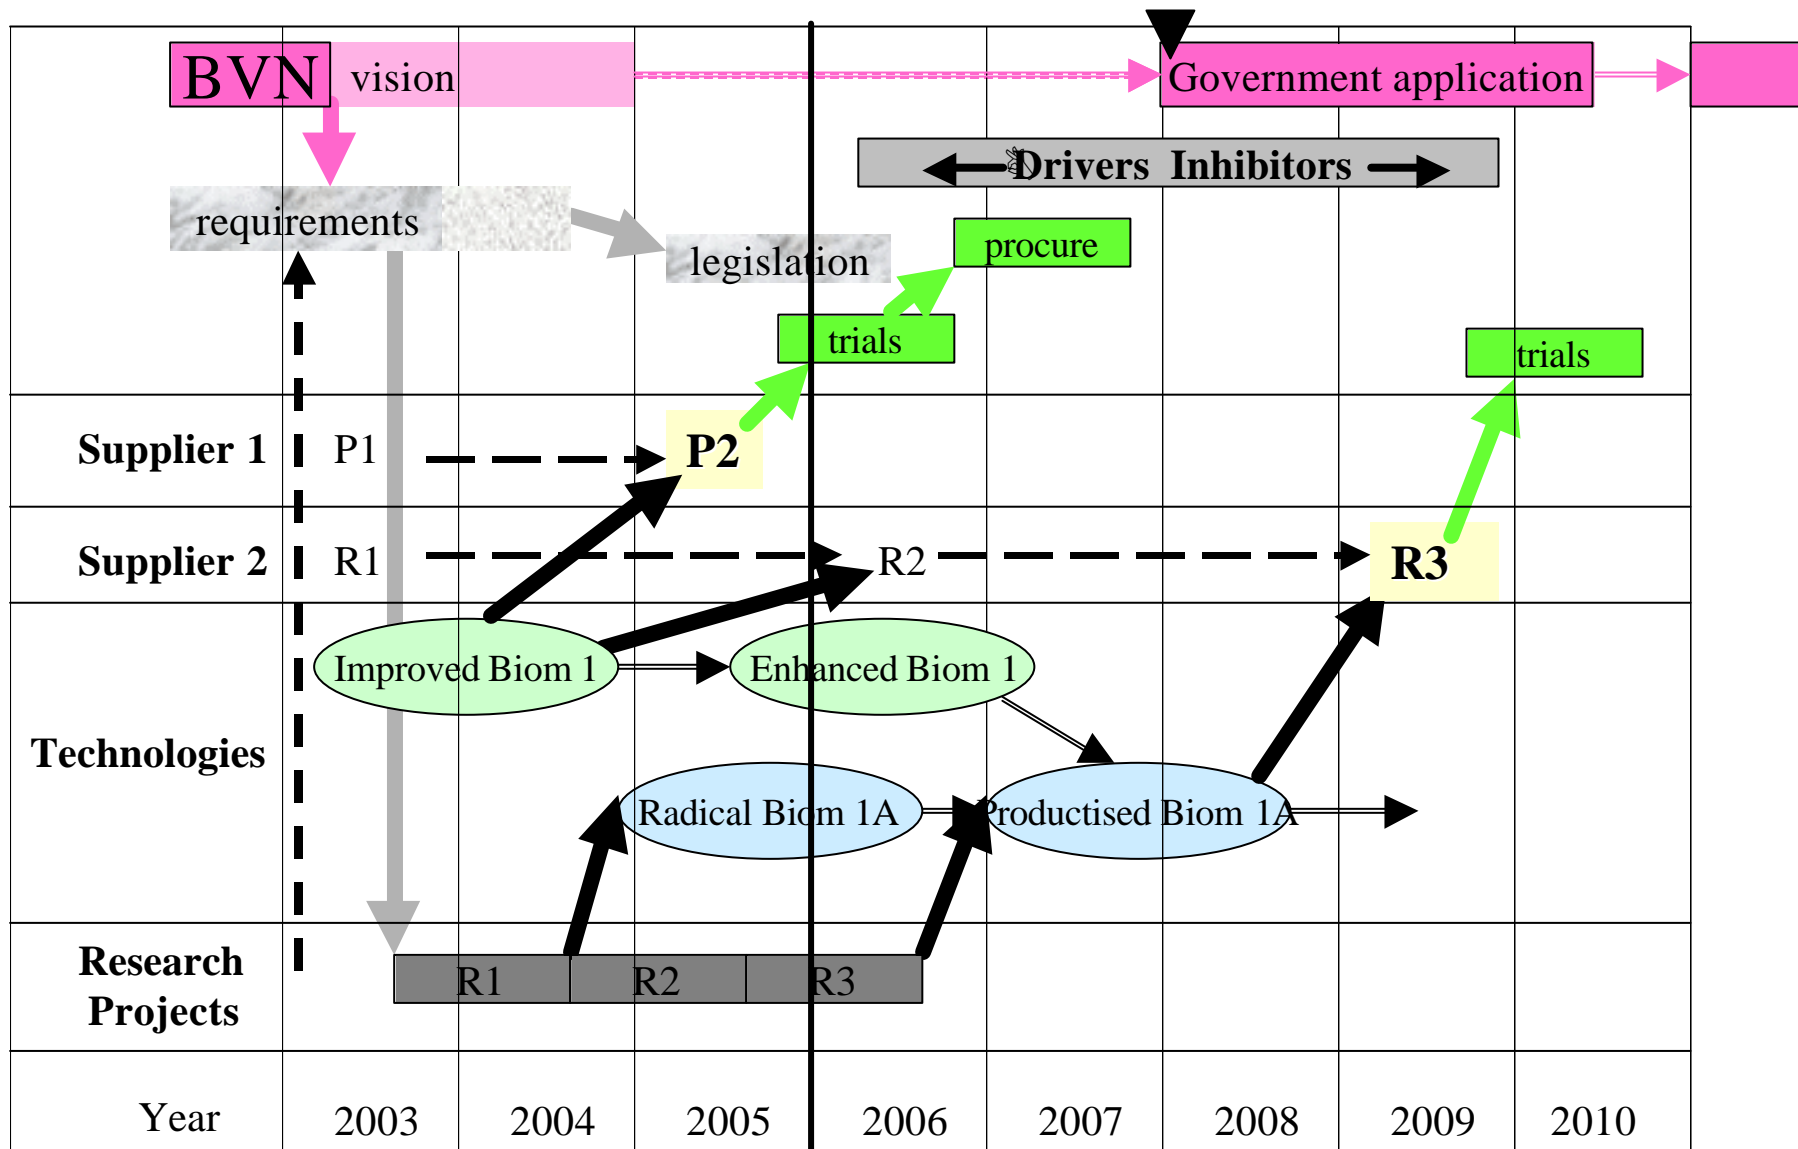 BVN vision
Government application
Drivers Inhibitors
requirements
procure
legislation
trials
trials
Supplier 1 P1 P2
Supplier 2 R1 R2 R3
Improved Biom 1 Enhanced Biom 1
Technologies
Radical Biom 1A Productised Biom 1A
Research
Projects
R1 R2 R3
Year 2003 2004 2005 2006 2007 2008 2009 2010